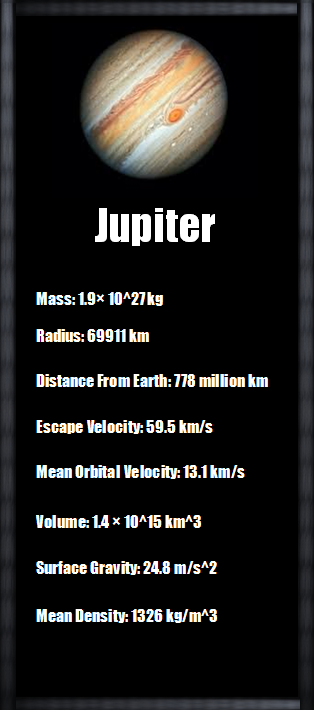 Jupiter
Mass: 1.9× 10^27kg
Radius: 69911 km
Distance From Earth: 778 million km
Escape Velocity: 59.5 km/s
Mean Orbital Velocity: 13.1 km/s
Volume: 1.4 × 10^15 km^3
Surface Gravity: 24.8 m/s^2
Mean Density: 1326 kg/m^3